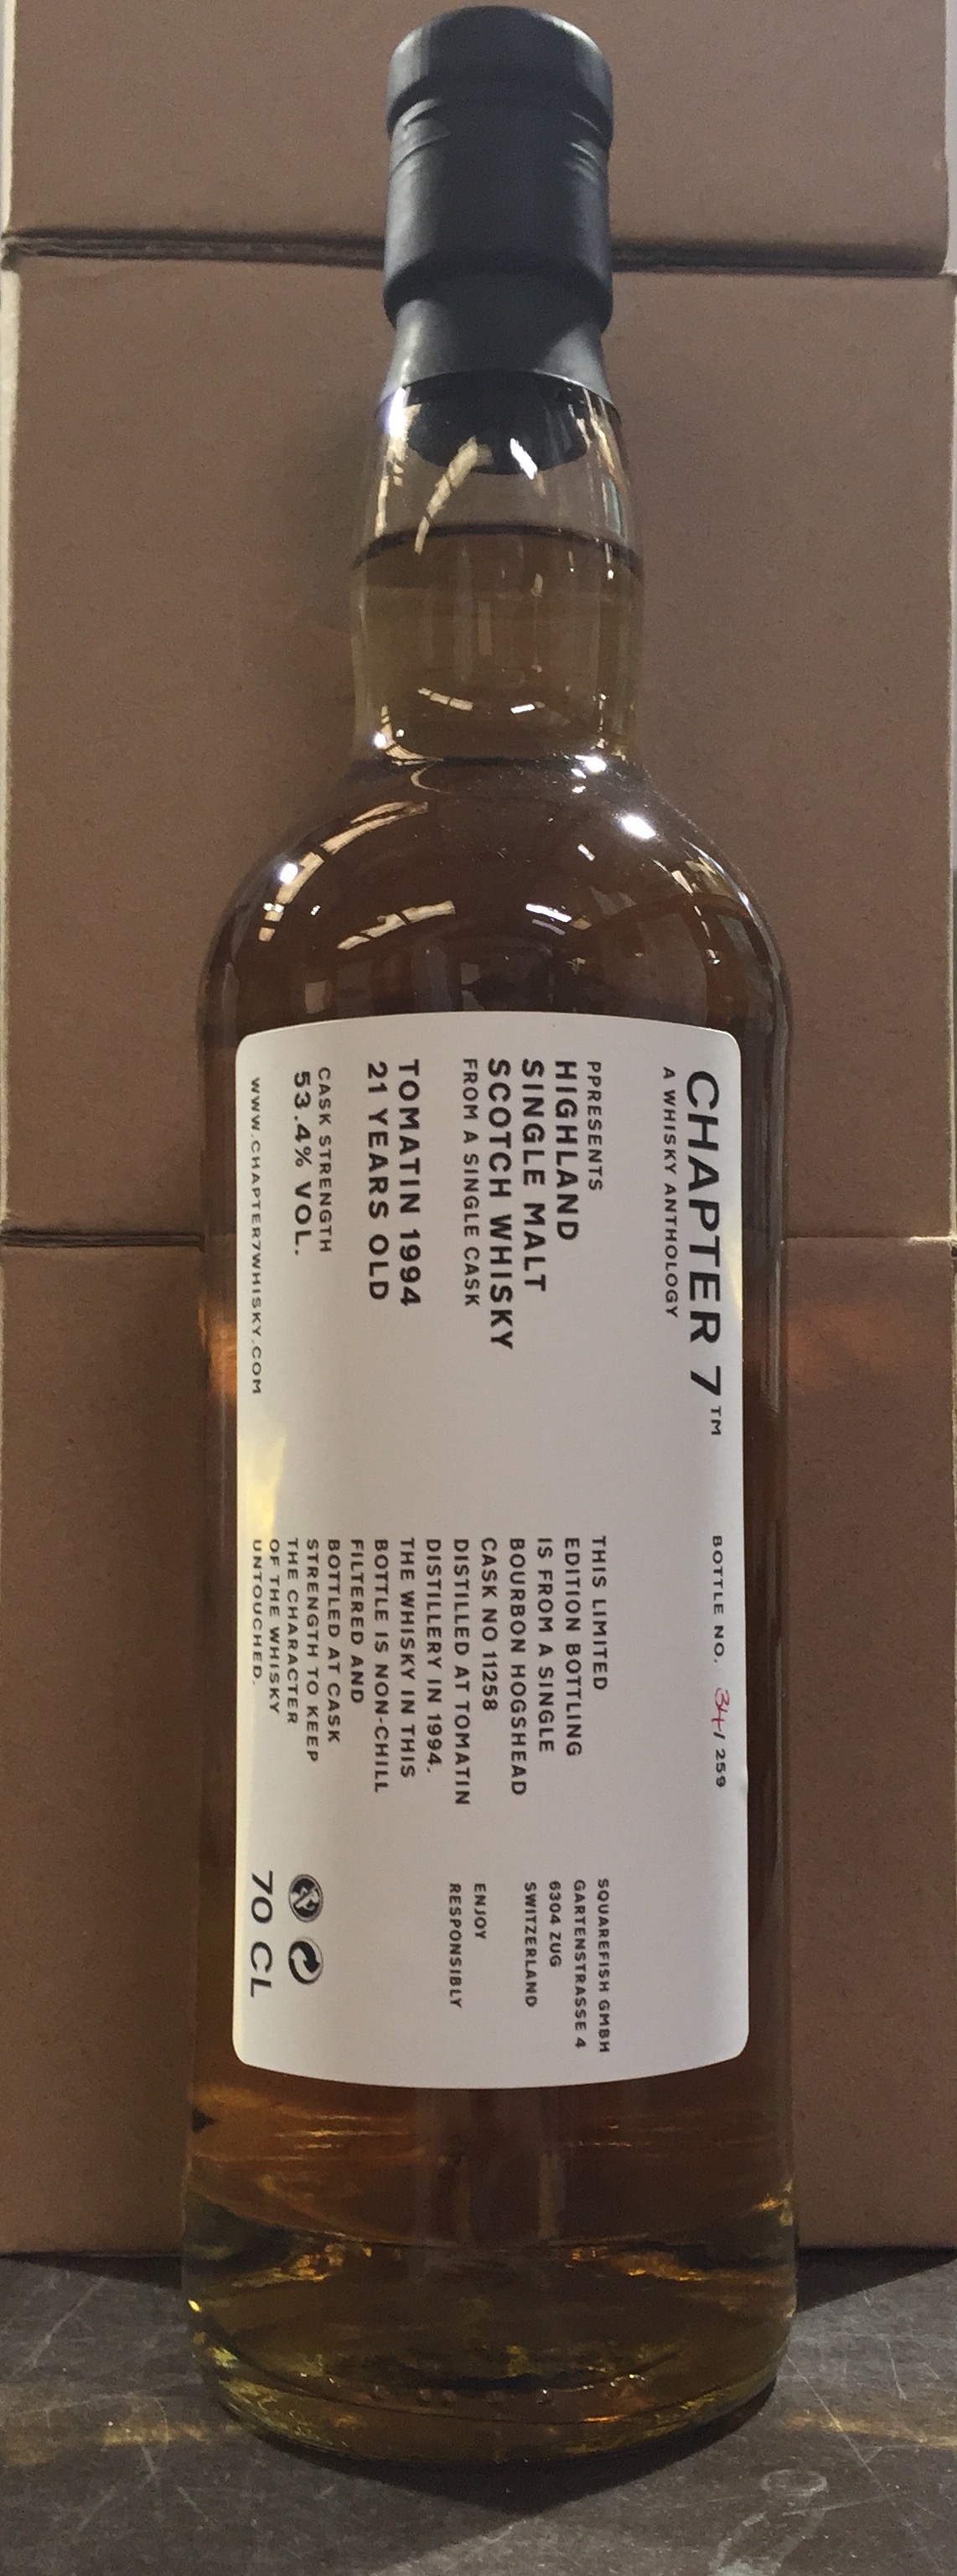 CHAPTER 7™
A WHISKY ANTHOLOGY
BOTTLE NO. 34/ 259
PPRESENTS
HIGHLAND
SINGLE MALT
SCOTCH WHISKY
FROM A SINGLE CASK
TOMATIN 1994
21 YEARS OLD
CASK STRENGTH
53.4% VOL.
WWW.CHAPTER7WHISKY.COM
THIS LIMITED
EDITION BOTTLING
IS FROM A SINGLE
BOURBON HOGSHEAD
CASK NO 11258
DISTILLED AT TOMATIN
DISTILLERY IN 1994.
THE WHISKY IN THIS
BOTTLE IS NON-CHILL
FILTERED AND
BOTTLED AT CASK
STRENGTH TO KEEP
THE CHARACTER
OF THE WHISKY
UNTOUCHED.
SQUAREFISH GMBH
GARTENSTRASSE 4
6304 ZUG
SWITZERLAND
ENJOY
RESPONSIBLY
70 CL